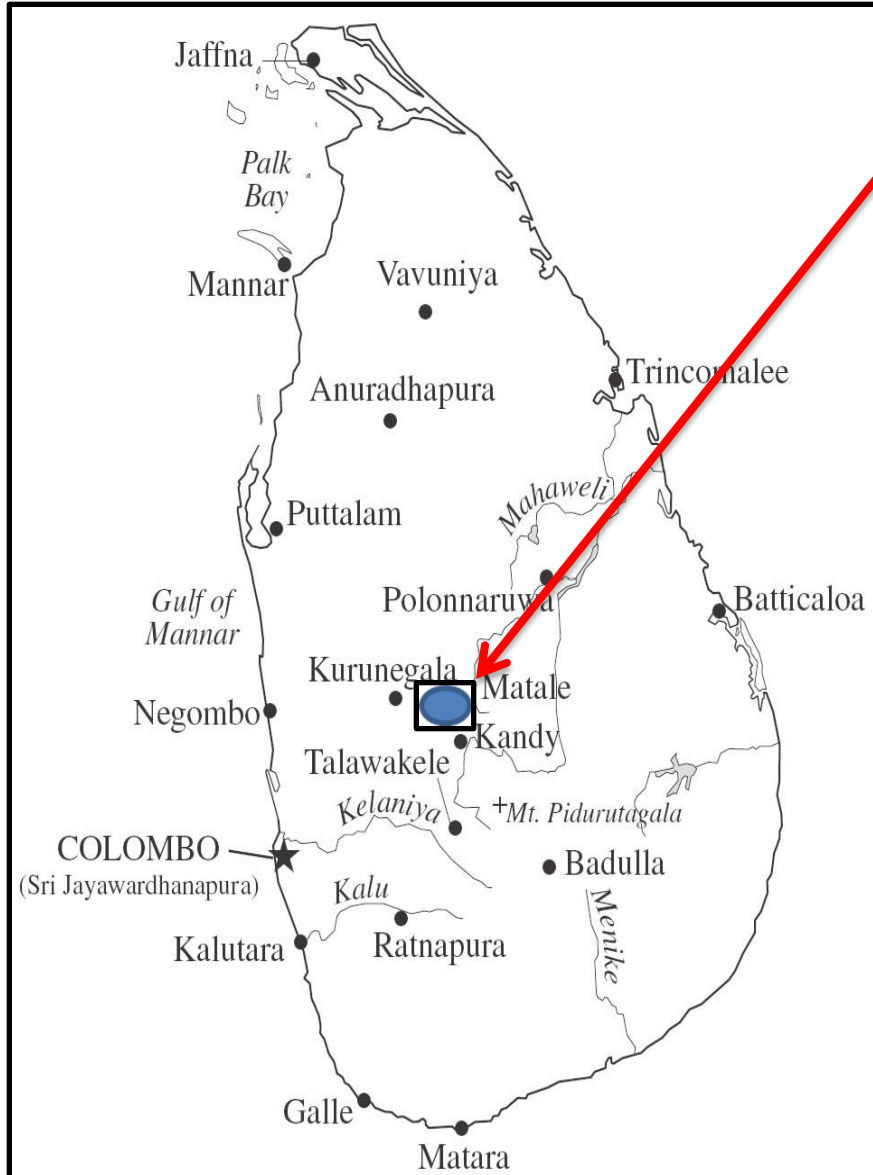 Jaffna
Palk
Bay
Mannar
Vavuniya
Trincomalee
Anuradhapura
Mahaweli
Puttalam
Polonnaruwa
Batticaloa
Gulf of
Mannar
Kurunegala
Matale
Negombo
Kandy
Talawakele
Kelaniya
+Mt. Pidurutagala
COLOMBO
(Sri Jayawardhanapura)
Badulla
Kalu
Menike
Ratnapura
Kalutara
Galle
Matara